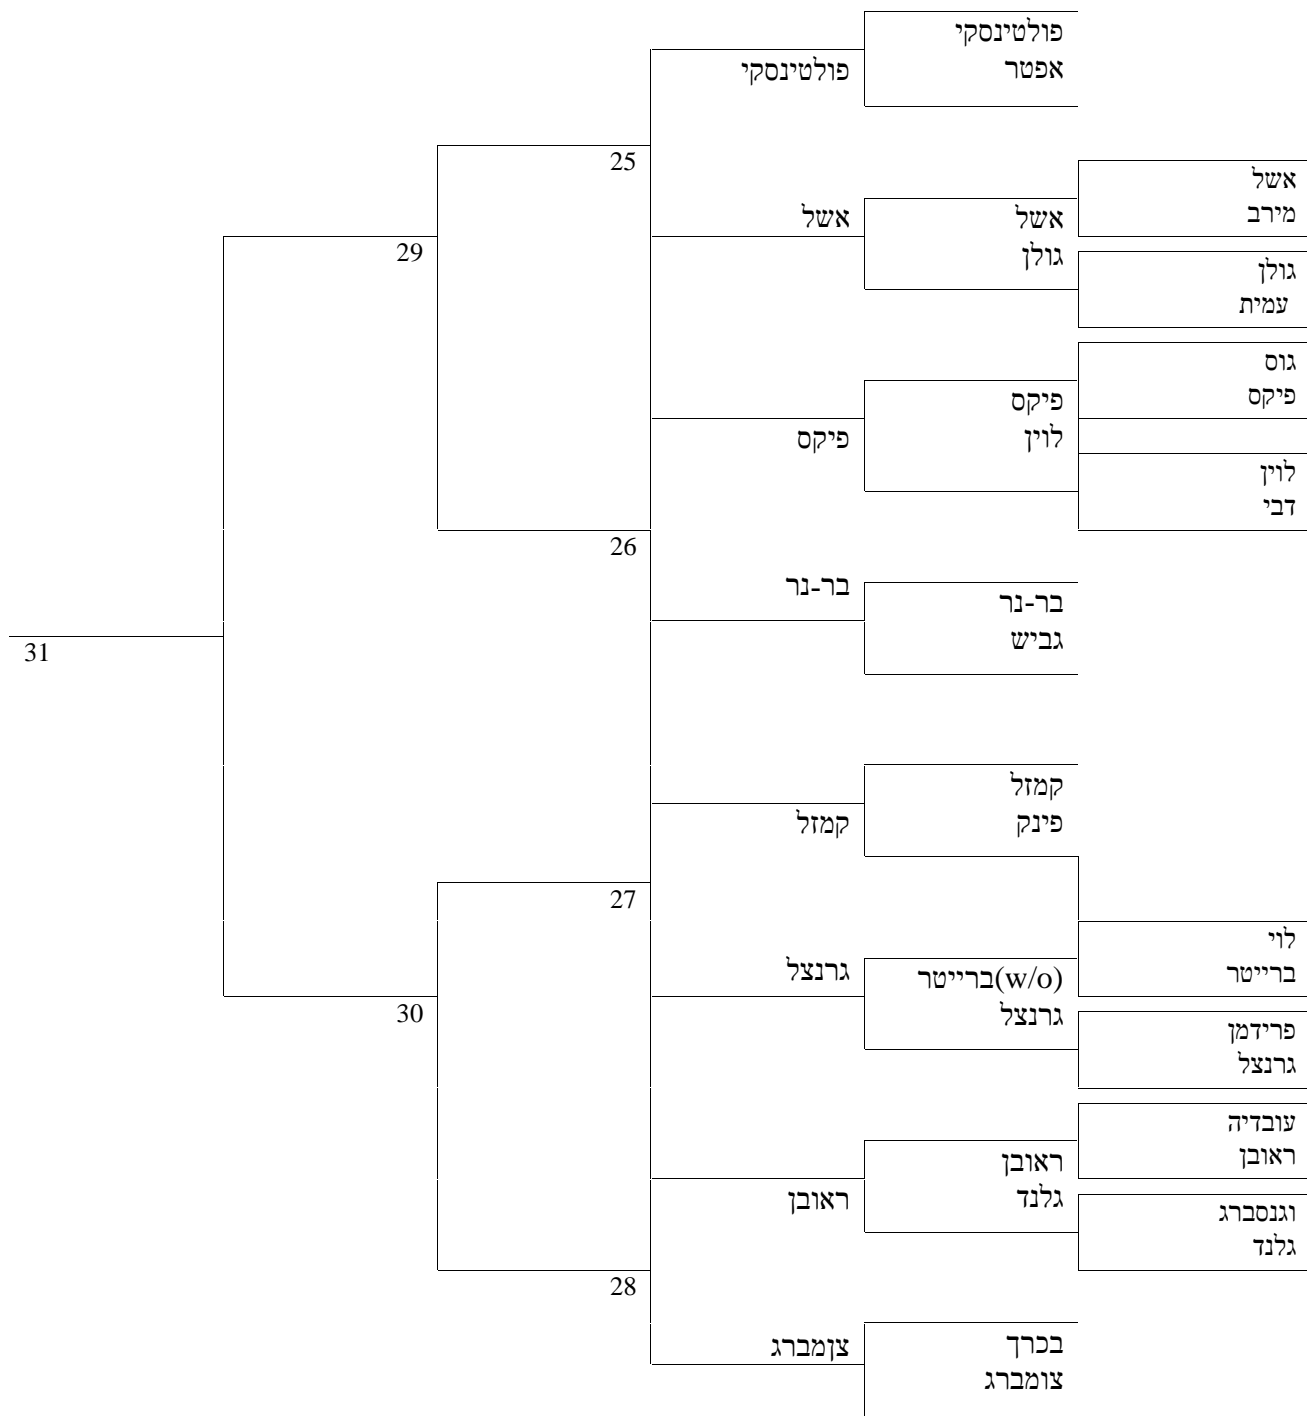 פולטינסקי
אפטר
פולטינסקי
25
אשל
מירב
אשל
אשל
גולן
29
גולן
עמית
גוס
פיקס
פיקס
לוין
פיקס
לוין
דבי
26
בר-נר
בר-נר
גביש
31
קמזל
פינק
קמזל
27
לוי
ברייטר
גרנצל
ברייטר(w/o)
גרנצל
30
פרידמן
גרנצל
עובדיה
ראובן
ראובן
גלנד
ראובן
וגנסברג
גלנד
28
צןמברג
בכרך
צומברג